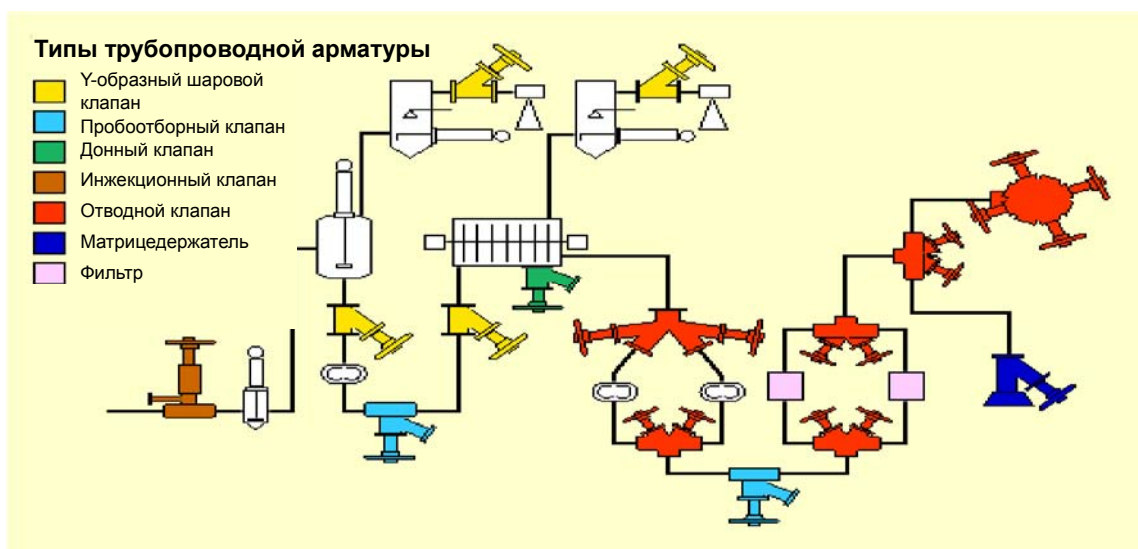 Типы трубопроводной арматуры
Y-образный шаровой
клапан
Пробоотборный клапан
Донный клапан
Инжекционный клапан
Отводной клапан
Матрицедержатель
Фильтр